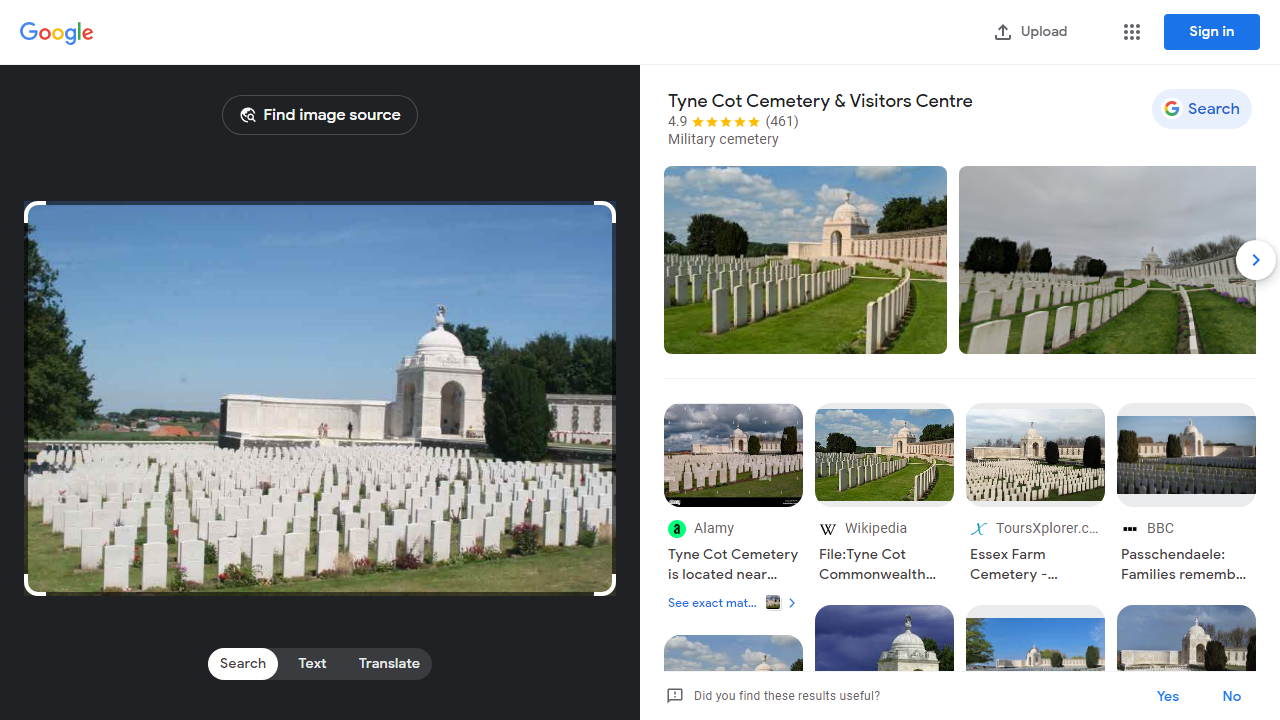 Google
Upload
Sign in
Find image source
Tyne Cot Cemetery & Visitors Centre
4.9
(461)
Military cemetery
Search
Alamy
Tyne Cot Cemetery
is located near...
See exact mat...
Wikipedia
File:Tyne Cot
Commonwealth...
ToursXplorer.c...
Essex Farm
Cemetery -...
BBC
Passchendaele:
Families rememb...
Search
Text
Translate
Did you find these results useful?
Yes
No